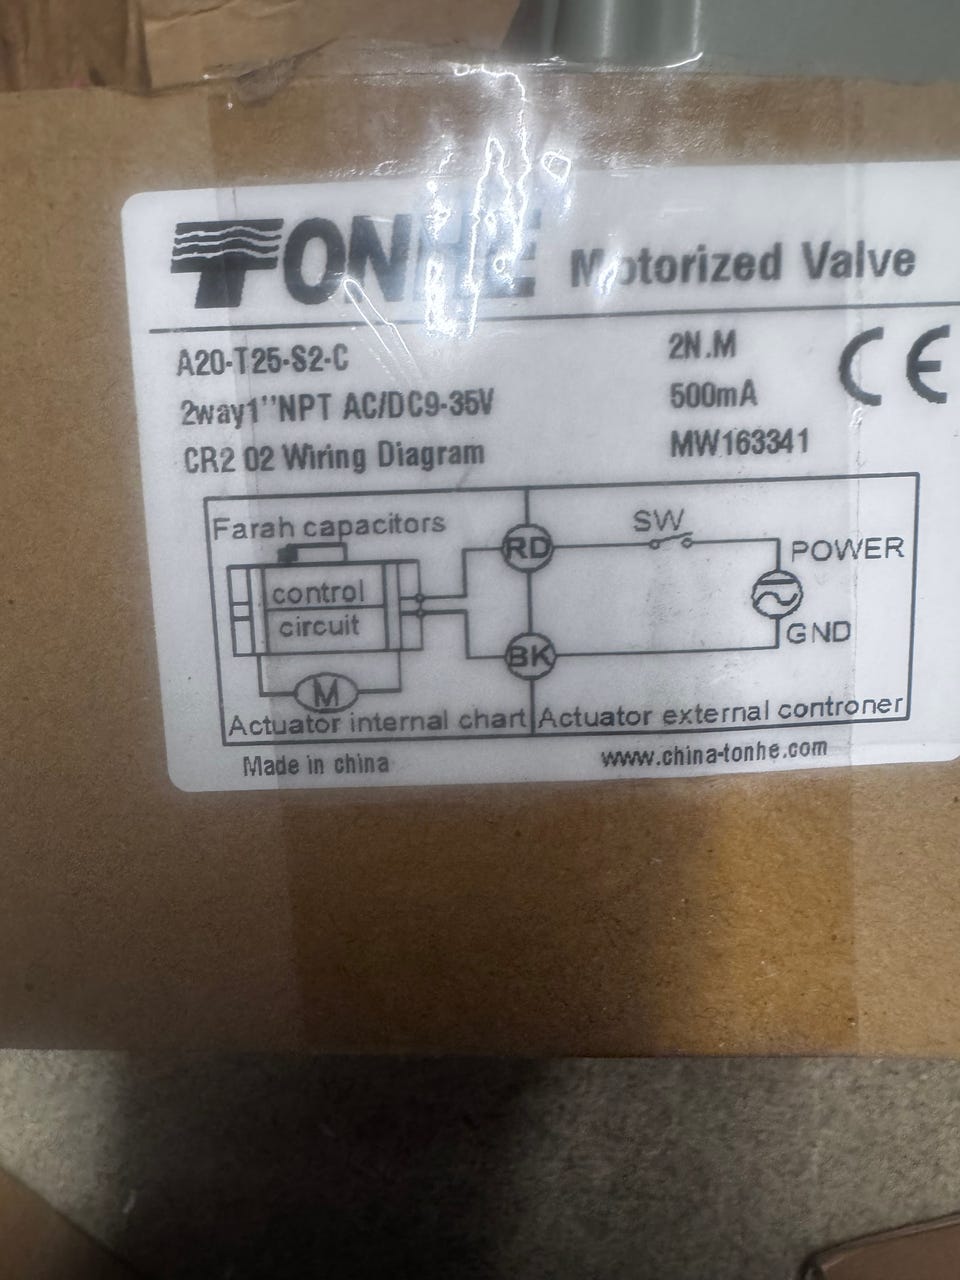 TONHE Motorized Valve
A20-T25-S2-C 2N.M
2way1"NPT AC/DC9-35V 500mA
CR2 02 Wiring Diagram MW163341
CE
Farah capacitors
control
circuit
M
RD
BK
SW
POWER
GND
Actuator internal chart
Actuator external controner
Made in china
www.china-tonhe.com